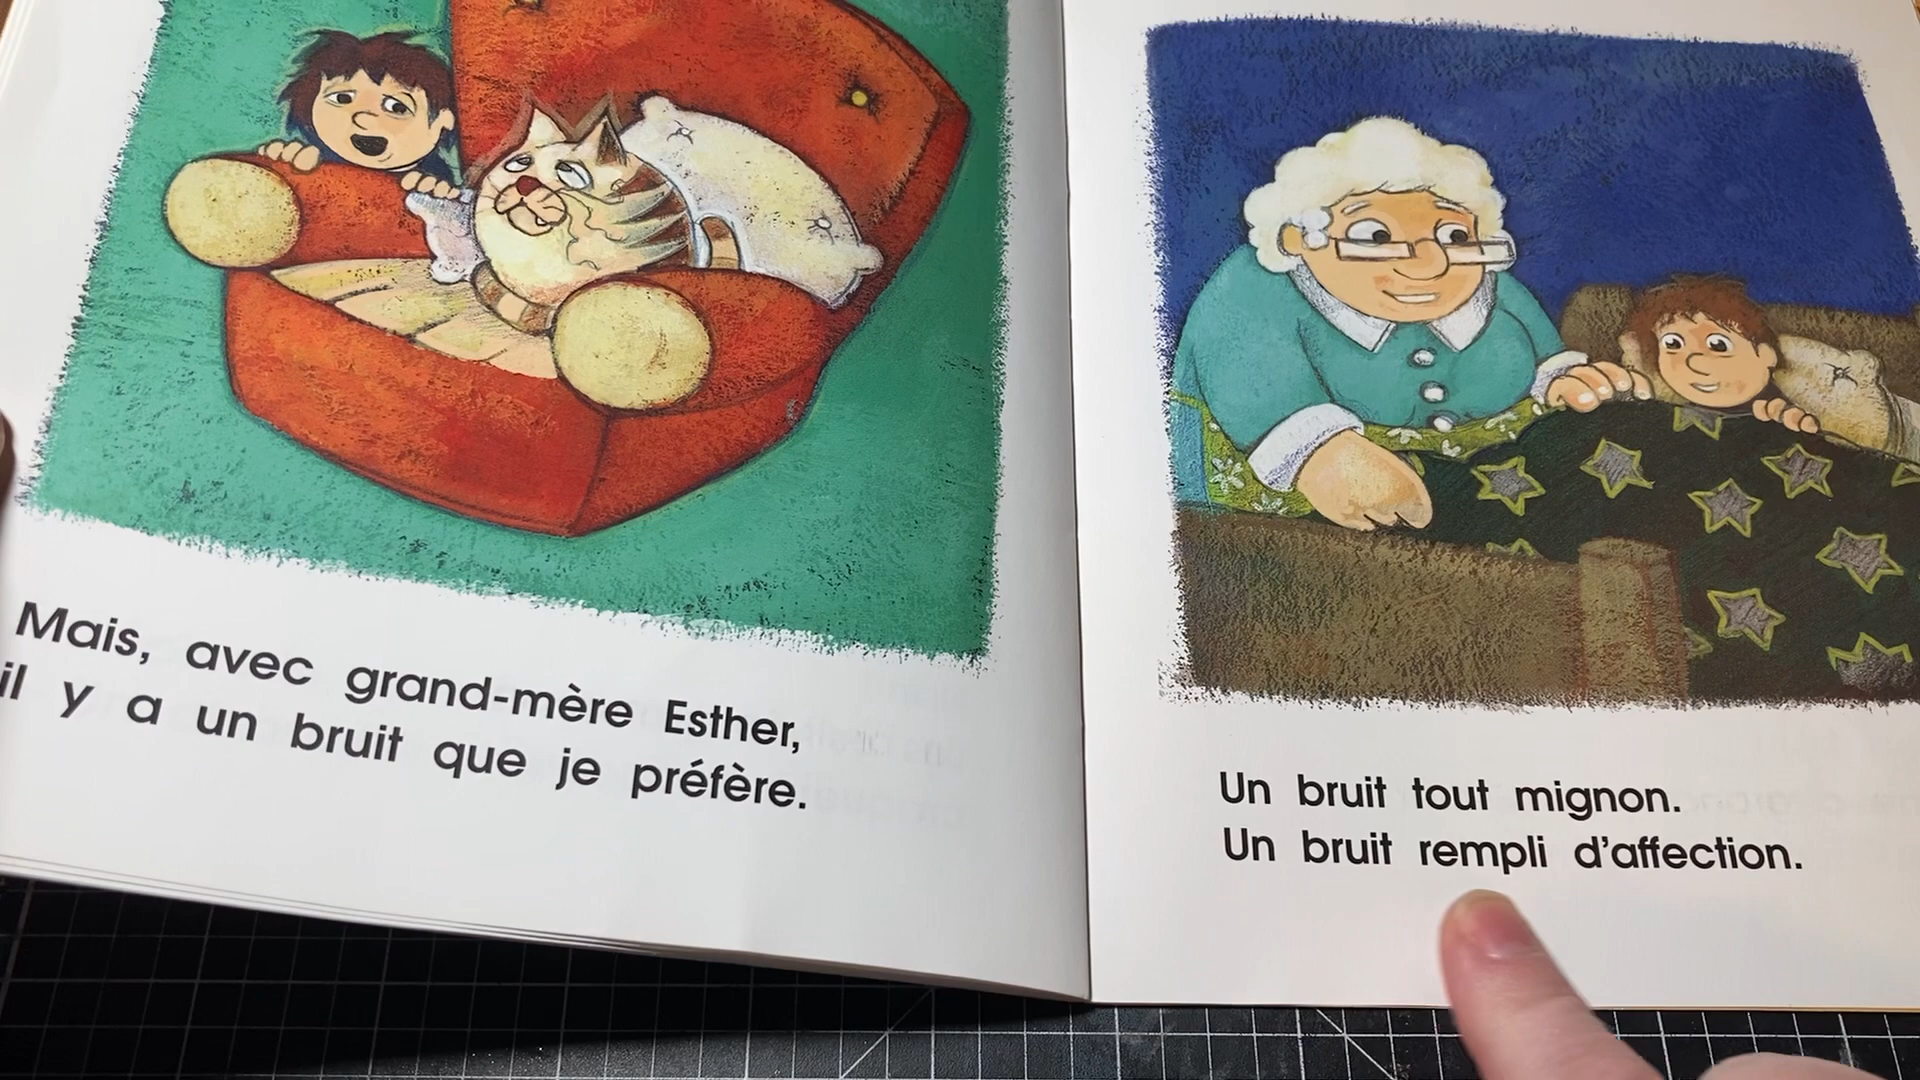 Mais, avec grand-mère Esther,
il y a un bruit que je préfère.
Un bruit tout mignon.
Un bruit rempli d'affection.